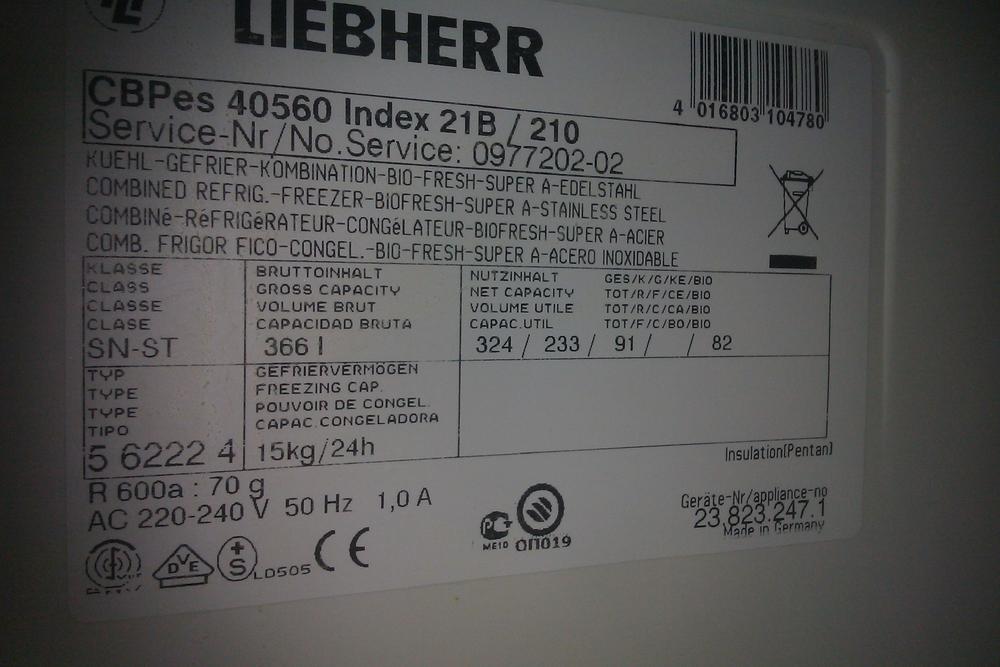 LIEBHERR
4 016803 104780
CBPes 40560 Index 21B / 210
Service-Nr/No.Service: 0977202-02
KUEHL-GEFRIER-KOMBINATION-BIO-FRESH-SUPER A-EDELSTAHL
COMBINED REFRIG.-FREEZER-BIOFRESH-SUPER A-STAINLESS STEEL
COMBINé-RéFRIGéRATEUR-CONGéLATEUR-BIOFRESH-SUPER A-ACIER
COMB. FRIGOR FICO-CONGEL.-BIO-FRESH-SUPER A-ACERO INOXIDABLE
KLASSE
CLASS
CLASSE
CLASE
SN-ST
BRUTTOINHALT
GROSS CAPACITY
VOLUME BRUT
CAPACIDAD BRUTA
366 l
NUTZINHALT GES/K/G/KE/BIO
NET CAPACITY TOT/R/F/CE/BIO
VOLUME UTILE TOT/R/C/CA/BIO
CAPAC.UTIL TOT/F/C/BO/BIO
324 / 233 / 91 / / 82
TYP
TYPE
TYPE
TIPO
5 6222 4
GEFRIERVERMÖGEN
FREEZING CAP.
POUVOIR DE CONGEL.
CAPAC.CONGELADORA
15kg/24h
Insulation(Pentan)
R 600a : 70 g
AC 220-240 V 50 Hz 1,0 A
Geräte-Nr/appliance-no
23.823.247.1
Made in Germany
DVE
+S
LD505
CE
ME10
ОП019